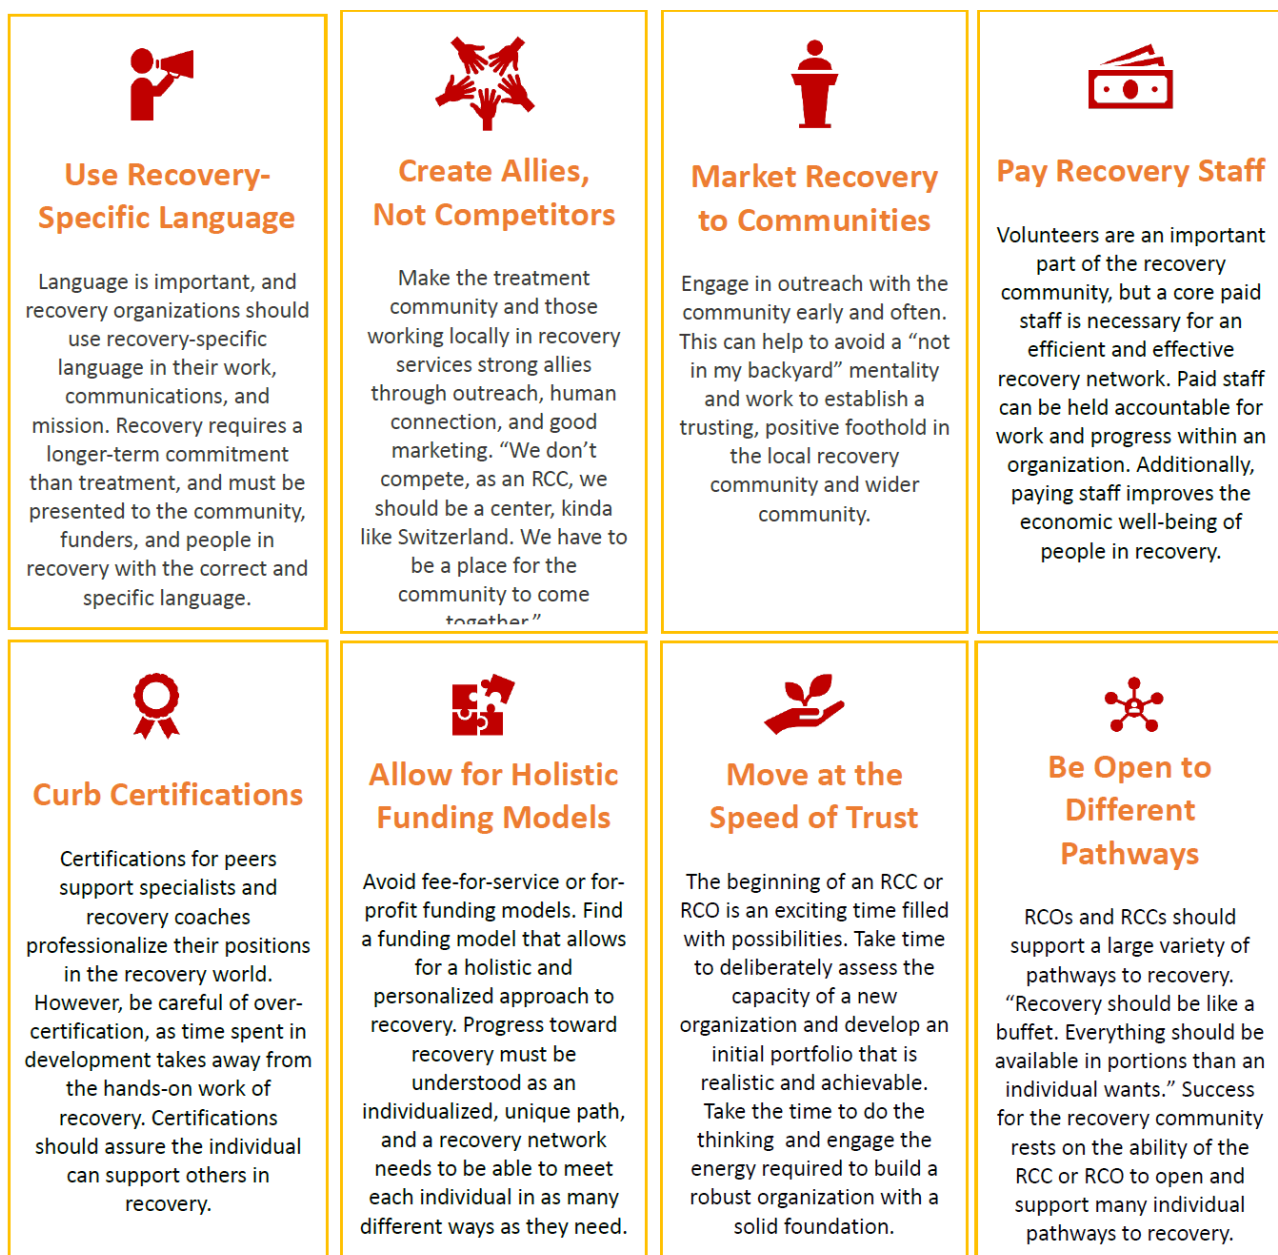 Use Recovery-
Specific Language
Language is important, and
recovery organizations should
use recovery-specific
language in their work,
communications, and
mission. Recovery requires a
longer-term commitment
than treatment, and must be
presented to the community,
funders, and people in
recovery with the correct and
specific language.
Create Allies,
Not Competitors
Make the treatment
community and those
working locally in recovery
services strong allies
through outreach, human
connection, and good
marketing. “We don’t
compete, as an RCC, we
should be a center, kinda
like Switzerland. We have to
be a place for the
community to come
together.”
Market Recovery
to Communities
Engage in outreach with the
community early and often.
This can help to avoid a “not
in my backyard” mentality
and work to establish a
trusting, positive foothold in
the local recovery
community and wider
community.
Pay Recovery Staff
Volunteers are an important
part of the recovery
community, but a core paid
staff is necessary for an
efficient and effective
recovery network. Paid staff
can be held accountable for
work and progress within an
organization. Additionally,
paying staff improves the
economic well-being of
people in recovery.
Curb Certifications
Certifications for peers
support specialists and
recovery coaches
professionalize their positions
in the recovery world.
However, be careful of over-
certification, as time spent in
development takes away from
the hands-on work of
recovery. Certifications
should assure the individual
can support others in
recovery.
Allow for Holistic
Funding Models
Avoid fee-for-service or for-
profit funding models. Find
a funding model that allows
for a holistic and
personalized approach to
recovery. Progress toward
recovery must be
understood as an
individualized, unique path,
and a recovery network
needs to be able to meet
each individual in as many
different ways as they need.
Move at the
Speed of Trust
The beginning of an RCC or
RCO is an exciting time filled
with possibilities. Take time
to deliberately assess the
capacity of a new
organization and develop an
initial portfolio that is
realistic and achievable.
Take the time to do the
thinking and engage the
energy required to build a
robust organization with a
solid foundation.
Be Open to
Different
Pathways
RCOs and RCCs should
support a large variety of
pathways to recovery.
“Recovery should be like a
buffet. Everything should be
available in portions than an
individual wants.” Success
for the recovery community
rests on the ability of the
RCC or RCO to open and
support many individual
pathways to recovery.